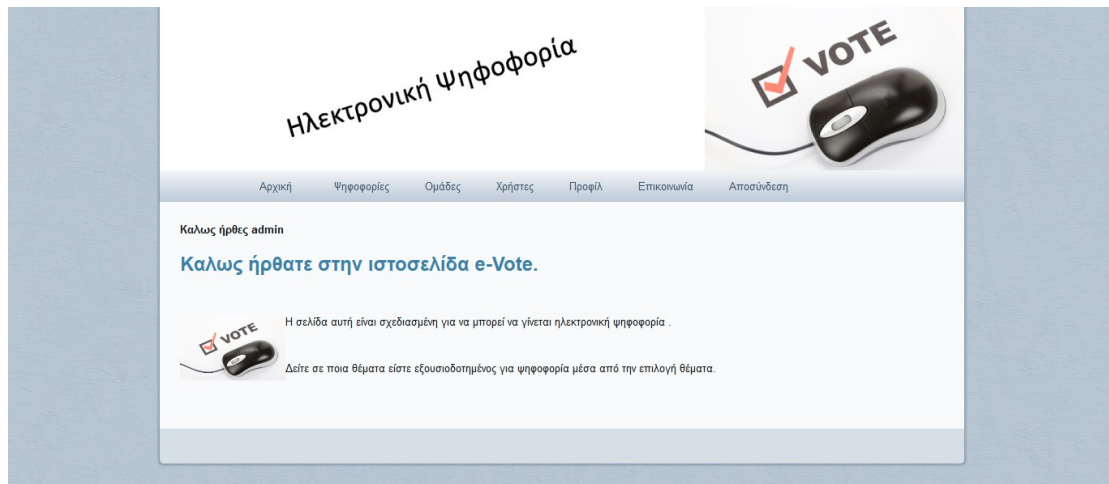 Ηλεκτρονική Ψηφοφορία
VOTE
Αρχική Ψηφοφορίες Ομάδες Χρήστες Προφίλ Επικοινωνία Αποσύνδεση
Καλως ήρθες admin
Καλως ήρθατε στην ιστοσελίδα e-Vote.
VOTE
Η σελίδα αυτή είναι σχεδιασμένη για να μπορεί να γίνεται ηλεκτρονική ψηφοφορία .
Δείτε σε ποια θέματα είστε εξουσιοδοτημένος για ψηφοφορία μέσα από την επιλογή θέματα.